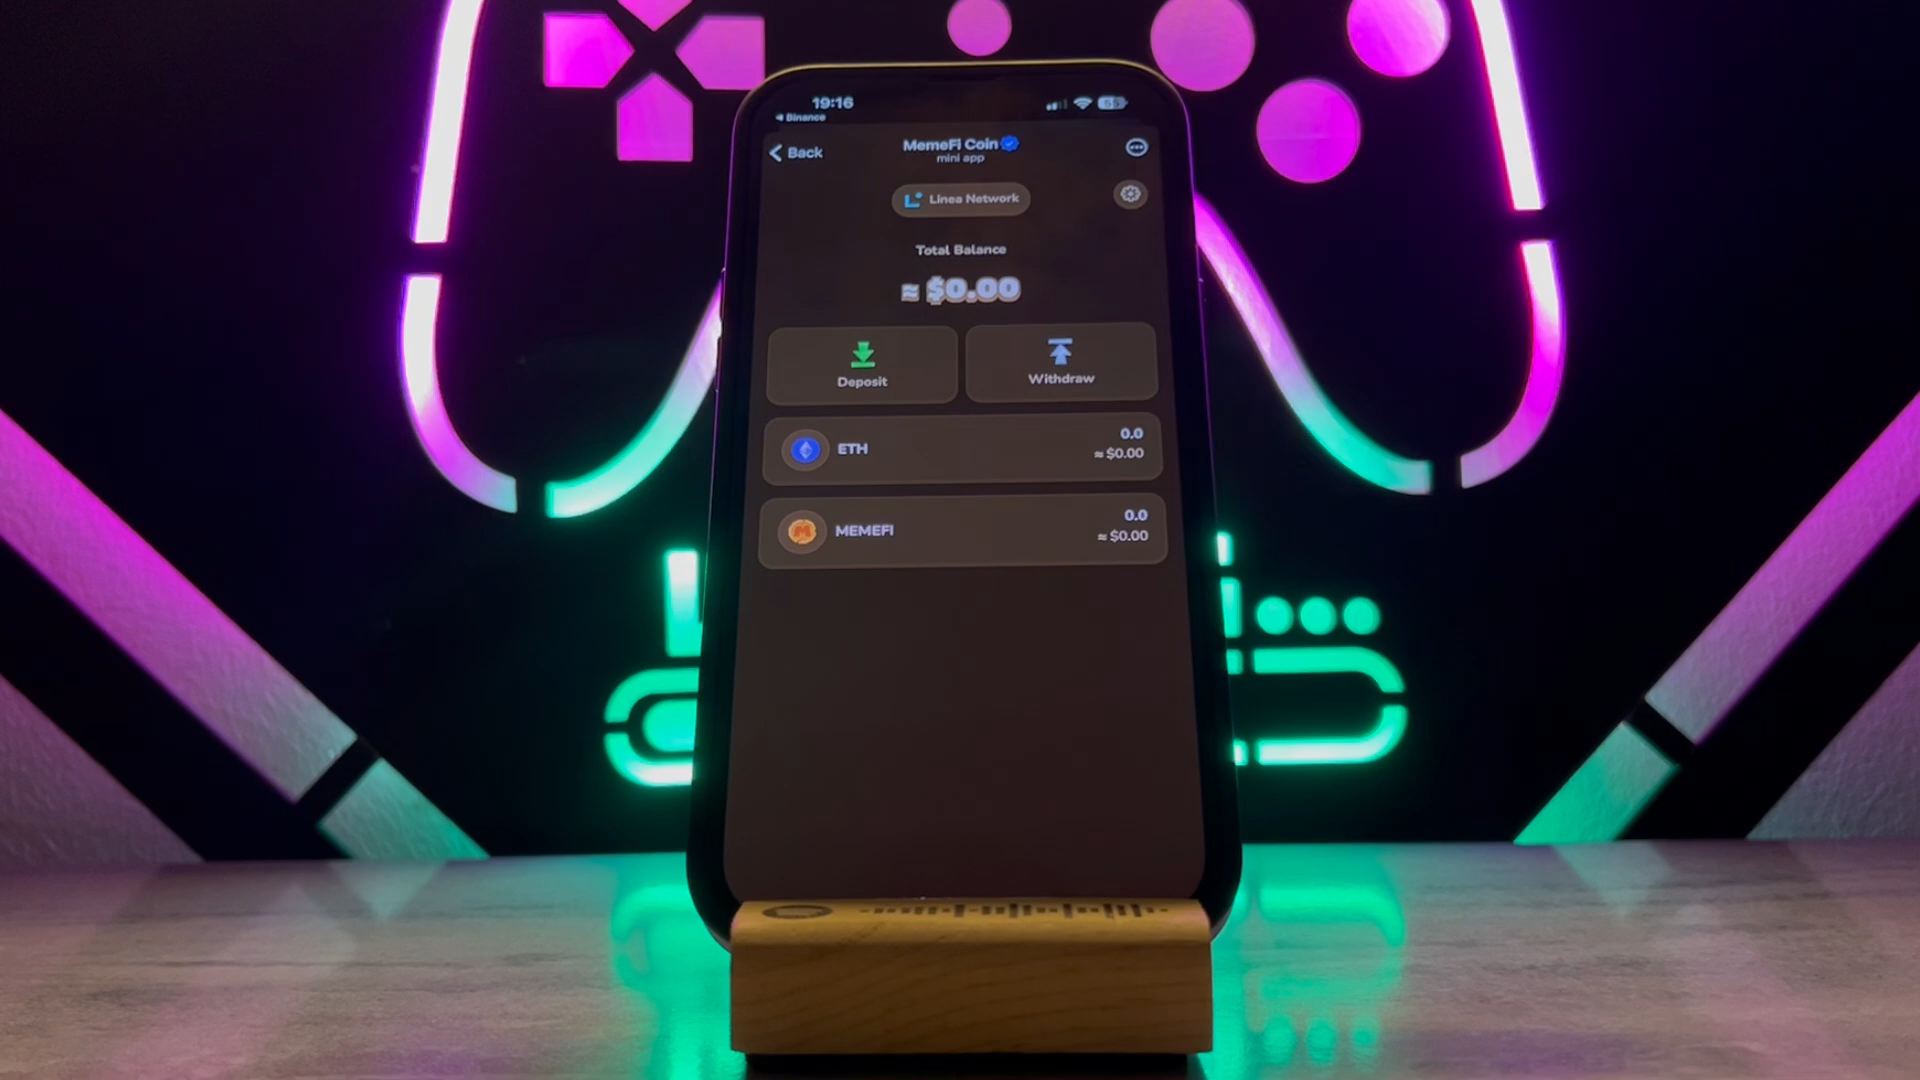 19:16
55
◀ Binance
Back
MemeFi Coin
mini app
Linea Network
Total Balance
≈ $0.00
Deposit
Withdraw
ETH
0.0
≈ $0.00
MEMEFI
0.0
≈ $0.00